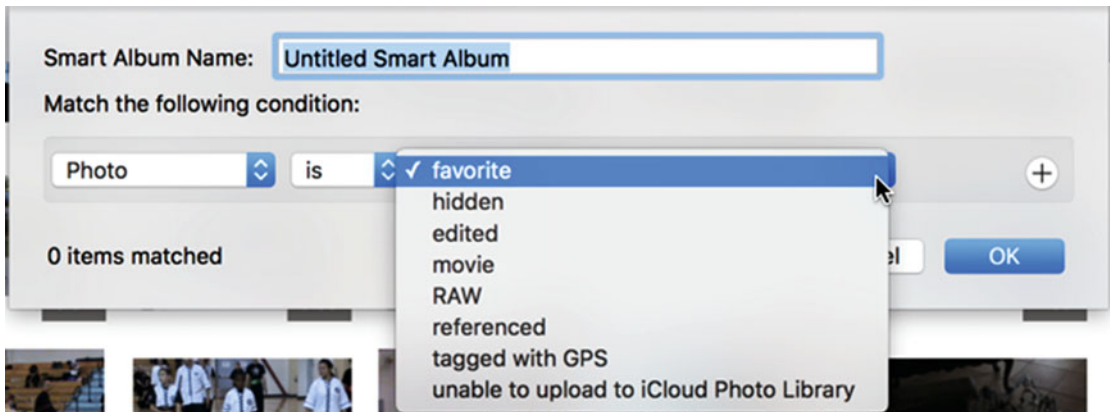 Smart Album Name: Untitled Smart Album
Match the following condition:
Photo is ✓ favorite
hidden
edited
movie
RAW
referenced
tagged with GPS
unable to upload to iCloud Photo Library
0 items matched
OK